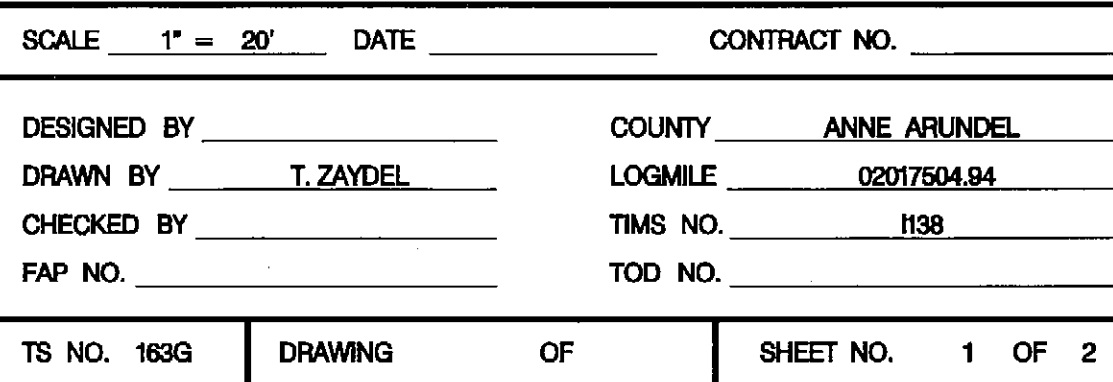 SCALE 1" = 20' DATE CONTRACT NO.
DESIGNED BY COUNTY ANNE ARUNDEL
DRAWN BY T. ZAYDEL LOGMILE 02017504.94
CHECKED BY TIMS NO. I138
FAP NO. TOD NO.
TS NO. 163G DRAWING OF SHEET NO. 1 OF 2